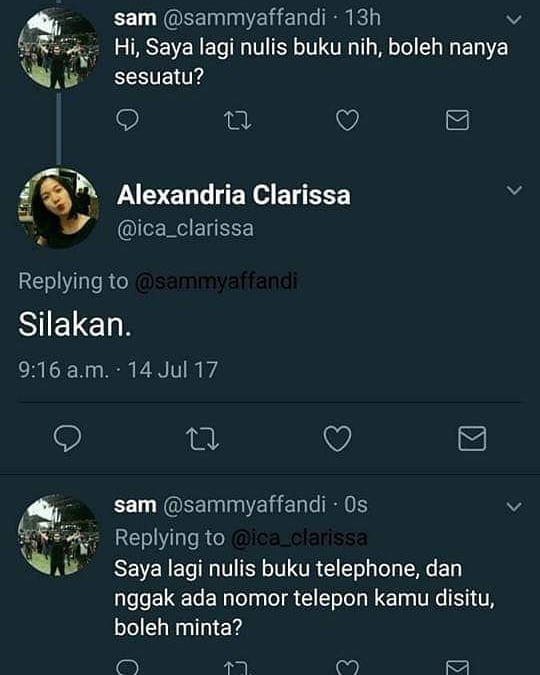 sam @sammyaffandi · 13h
Hi, Saya lagi nulis buku nih, boleh nanya
sesuatu?
Alexandria Clarissa
@ica_clarissa
Replying to @sammyaffandi
Silakan.
9:16 a.m. · 14 Jul 17
sam @sammyaffandi · 0s
Replying to @ica_clarissa
Saya lagi nulis buku telephone, dan
nggak ada nomor telepon kamu disitu,
boleh minta?